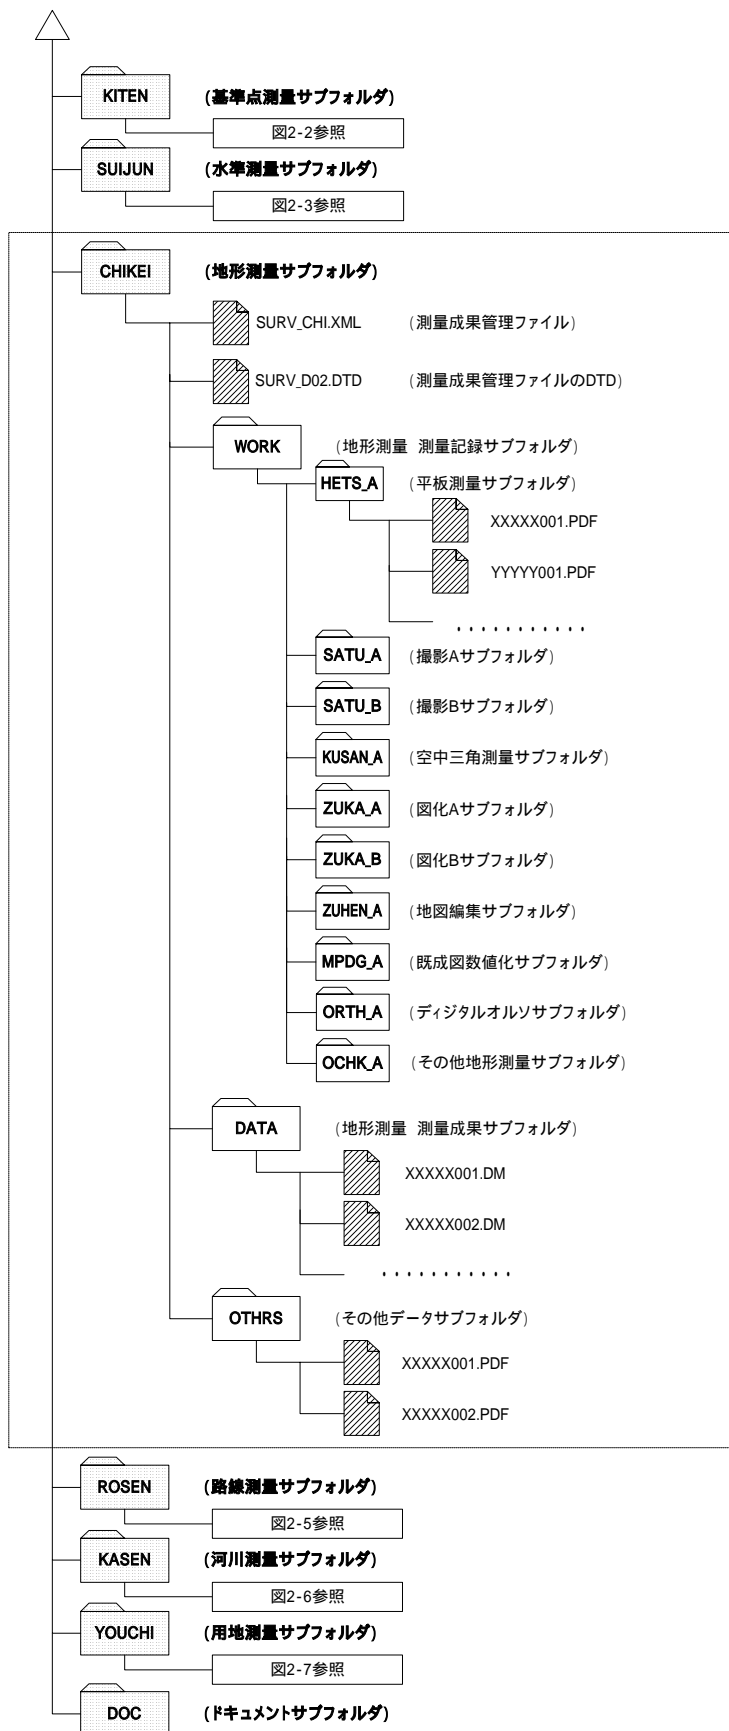 KITEN (基準点測量サブフォルダ)
図2-2参照
SUIJUN (水準測量サブフォルダ)
図2-3参照
CHIKEI (地形測量サブフォルダ)
SURV_CHI.XML (測量成果管理ファイル)
SURV_D02.DTD (測量成果管理ファイルのDTD)
WORK (地形測量 測量記録サブフォルダ)
HETS_A (平板測量サブフォルダ)
XXXXX001.PDF
YYYYY001.PDF
・・・・・・・・・・・
SATU_A (撮影Aサブフォルダ)
SATU_B (撮影Bサブフォルダ)
KUSAN_A (空中三角測量サブフォルダ)
ZUKA_A (図化Aサブフォルダ)
ZUKA_B (図化Bサブフォルダ)
ZUHEN_A (地図編集サブフォルダ)
MPDG_A (既成図数値化サブフォルダ)
ORTH_A (ディジタルオルソサブフォルダ)
OCHK_A (その他地形測量サブフォルダ)
DATA (地形測量 測量成果サブフォルダ)
XXXXX001.DM
XXXXX002.DM
・・・・・・・・・・・
OTHRS (その他データサブフォルダ)
XXXXX001.PDF
XXXXX002.PDF
ROSEN (路線測量サブフォルダ)
図2-5参照
KASEN (河川測量サブフォルダ)
図2-6参照
YOUCHI (用地測量サブフォルダ)
図2-7参照
DOC (ドキュメントサブフォルダ)